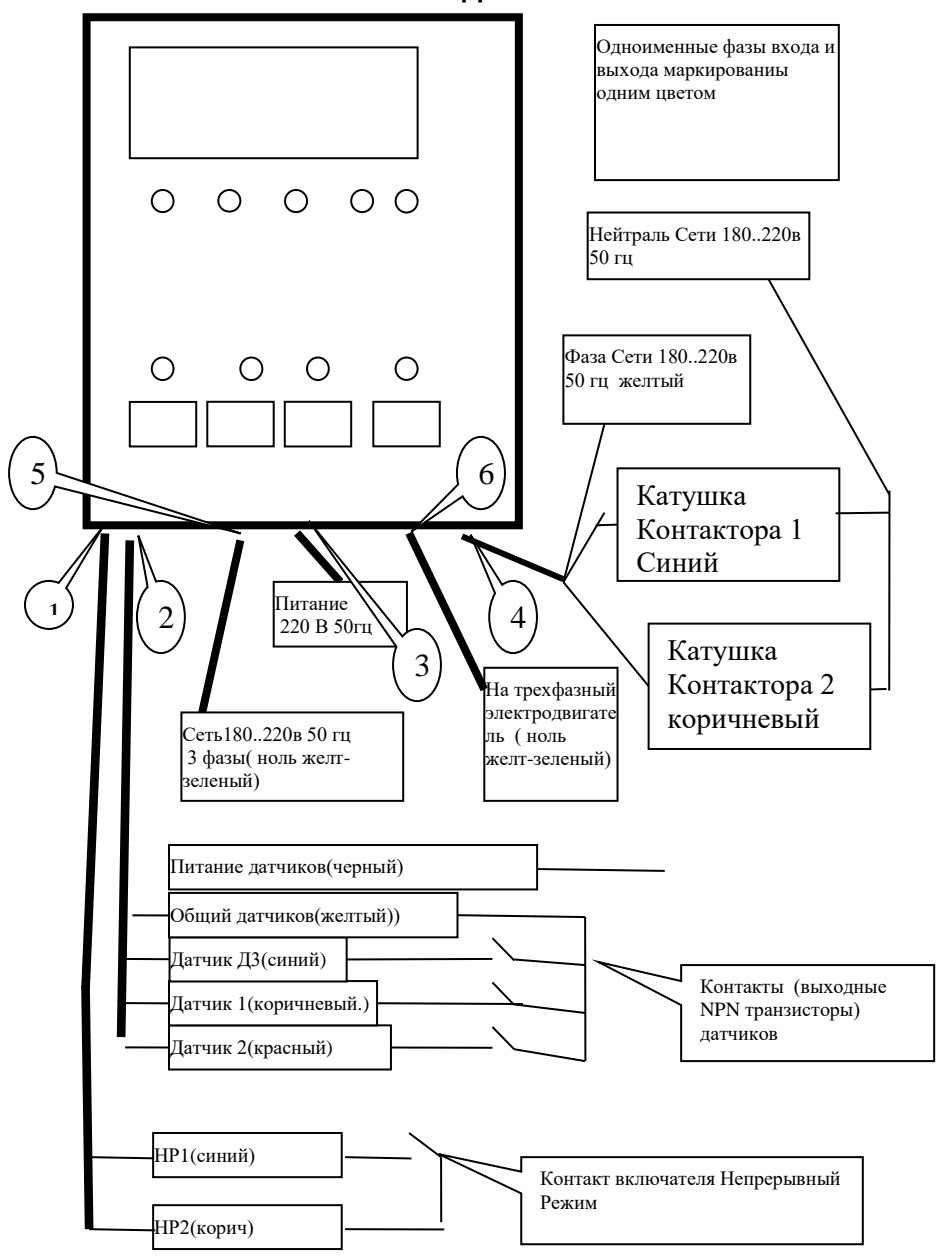 Одноименные фазы входа и
выхода маркированиы
одним цветом
Нейтраль Сети 180..220в
50 гц
Фаза Сети 180..220в
50 гц желтый
5
6
Катушка
Контактора 1
Синий
1
2
Питание
220 В 50гц
3
4
Катушка
Контактора 2
коричневый
На трехфазный
электродвигате
ль ( ноль
желт-зеленый)
Сеть180..220в 50 гц
3 фазы( ноль желт-
зеленый)
Питание датчиков(черный)
Общий датчиков(желтый))
Датчик Д3(синий)
Датчик 1(коричневый.)
Датчик 2(красный)
Контакты (выходные
NPN транзисторы)
датчиков
НР1(синий)
НР2(корич)
Контакт включателя Непрерывный
Режим